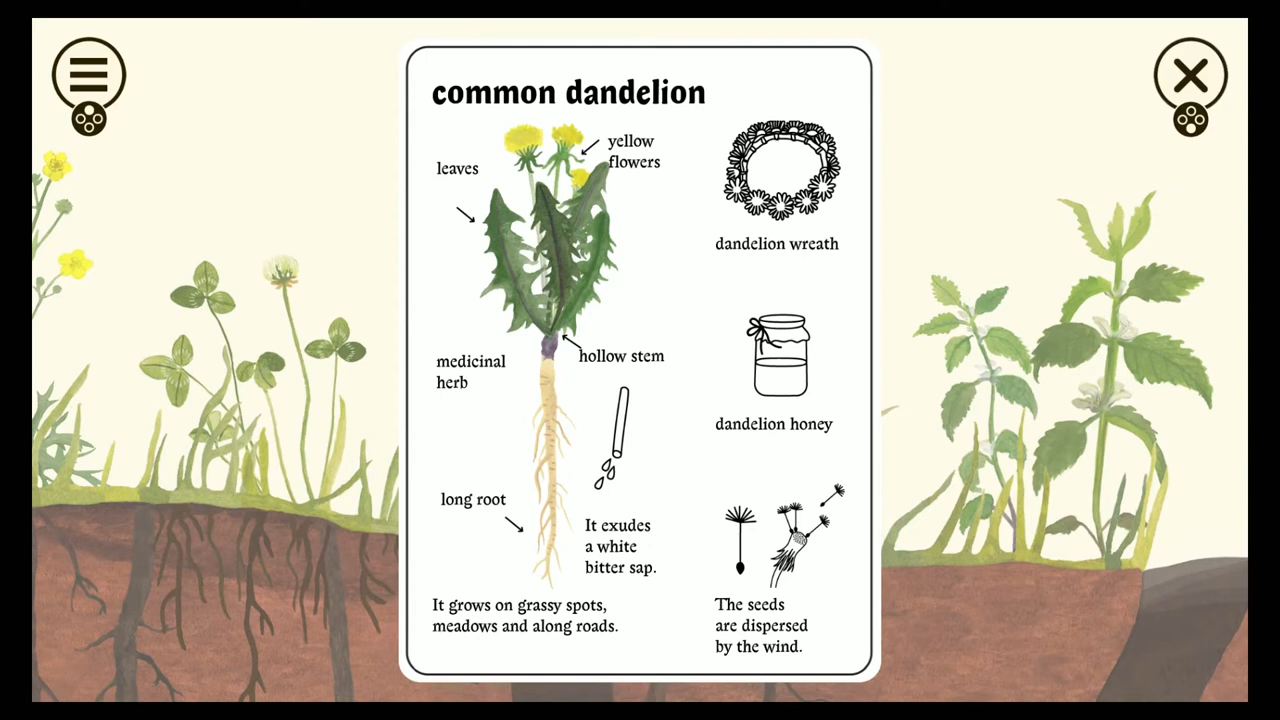 common dandelion
yellow
flowers
leaves
dandelion wreath
medicinal
herb
hollow stem
dandelion honey
long root
It exudes
a white
bitter sap.
It grows on grassy spots,
meadows and along roads.
The seeds
are dispersed
by the wind.